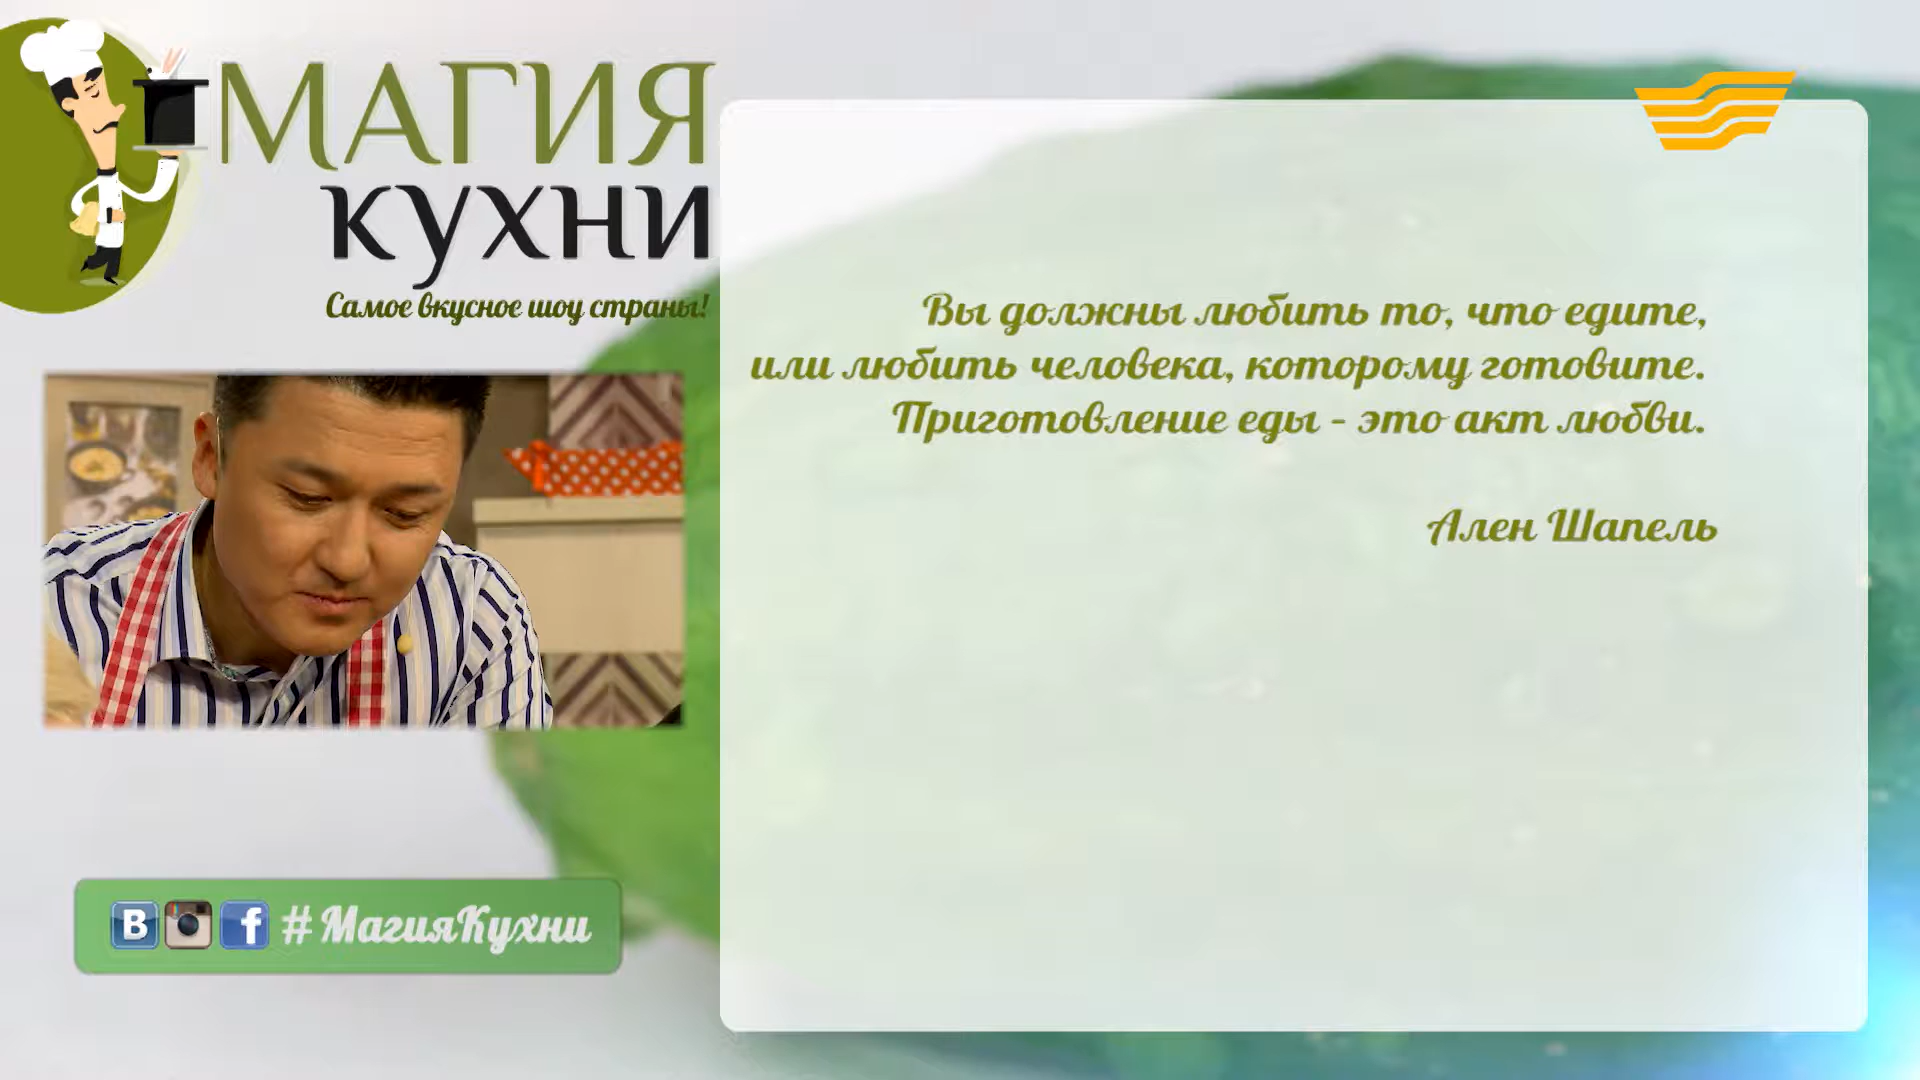 МАГИЯ
кухни
Самое вкусное шоу страны!
Вы должны любить то, что едите,
или любить человека, которому готовите.
Приготовление еды - это акт любви.
Ален Шапель
В f #МагияКухни